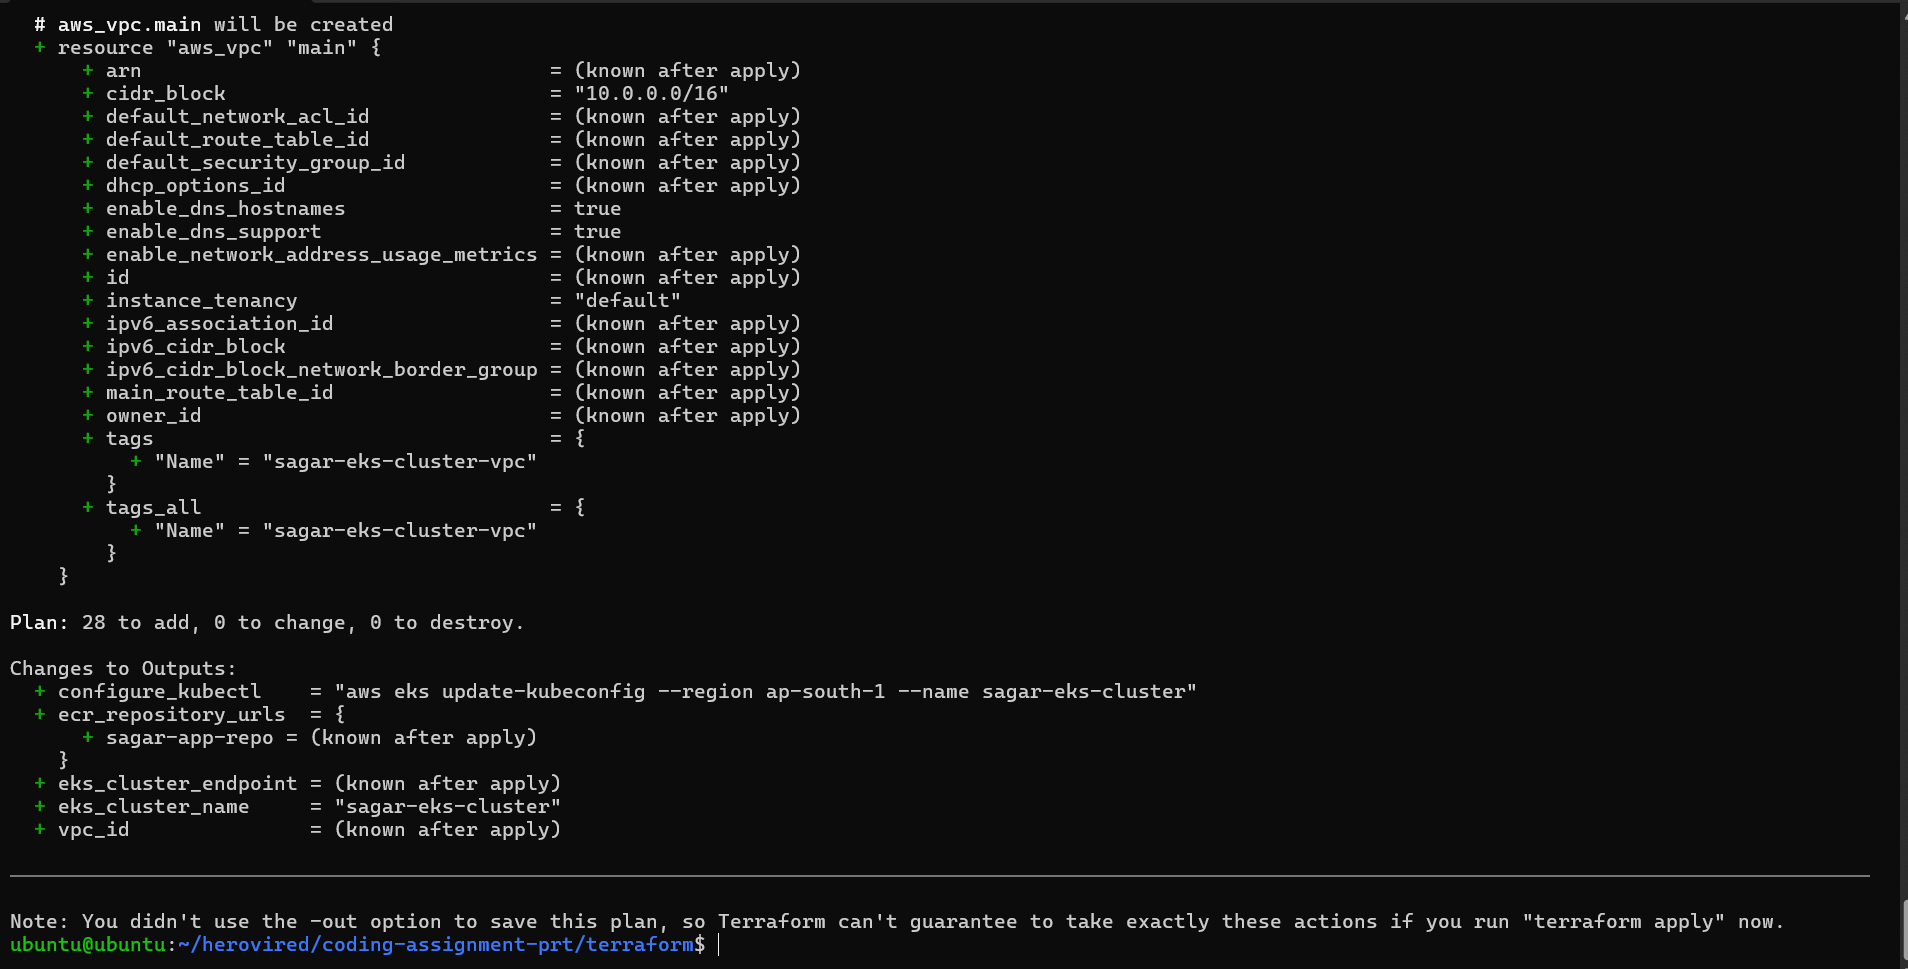 # aws_vpc.main will be created
  + resource "aws_vpc" "main" {
      + arn                                  = (known after apply)
      + cidr_block                           = "10.0.0.0/16"
      + default_network_acl_id               = (known after apply)
      + default_route_table_id               = (known after apply)
      + default_security_group_id            = (known after apply)
      + dhcp_options_id                      = (known after apply)
      + enable_dns_hostnames                 = true
      + enable_dns_support                   = true
      + enable_network_address_usage_metrics = (known after apply)
      + id                                   = (known after apply)
      + instance_tenancy                     = "default"
      + ipv6_association_id                  = (known after apply)
      + ipv6_cidr_block                      = (known after apply)
      + ipv6_cidr_block_network_border_group = (known after apply)
      + main_route_table_id                  = (known after apply)
      + owner_id                             = (known after apply)
      + tags                                 = {
          + "Name" = "sagar-eks-cluster-vpc"
        }
      + tags_all                             = {
          + "Name" = "sagar-eks-cluster-vpc"
        }
    }
Plan: 28 to add, 0 to change, 0 to destroy.
Changes to Outputs:
  + configure_kubectl    = "aws eks update-kubeconfig --region ap-south-1 --name sagar-eks-cluster"
  + ecr_repository_urls  = {
      + sagar-app-repo = (known after apply)
    }
  + eks_cluster_endpoint = (known after apply)
  + eks_cluster_name     = "sagar-eks-cluster"
  + vpc_id               = (known after apply)
Note: You didn't use the -out option to save this plan, so Terraform can't guarantee to take exactly these actions if you run "terraform apply" now.
ubuntu@ubuntu:~/herovired/coding-assignment-prt/terraform$